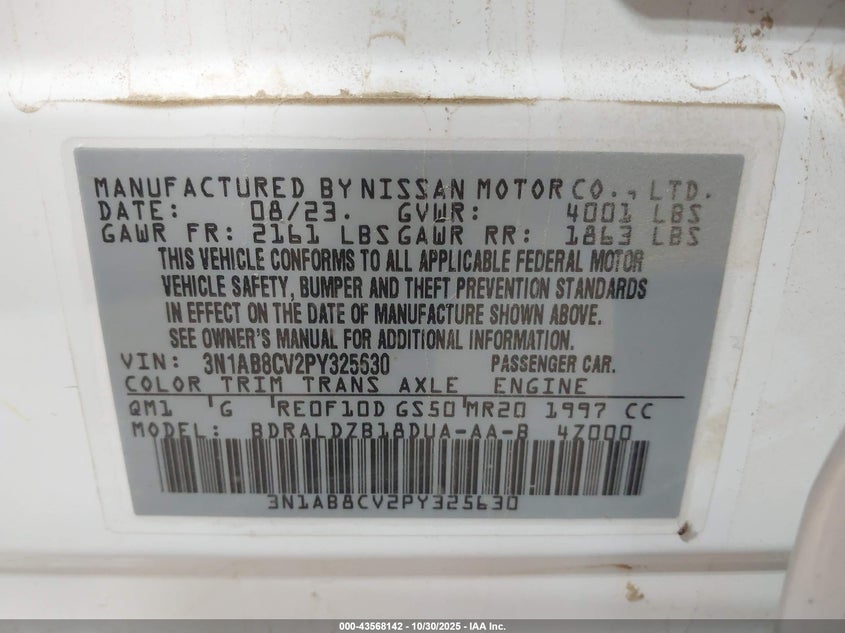 MANUFACTURED BY NISSAN MOTOR CO., LTD.
DATE: 08/23. GVWR: 4001 LBS
GAWR FR: 2161 LBS GAWR RR: 1863 LBS
THIS VEHICLE CONFORMS TO ALL APPLICABLE FEDERAL MOTOR
VEHICLE SAFETY, BUMPER AND THEFT PREVENTION STANDARDS
IN EFFECT ON THE DATE OF MANUFACTURE SHOWN ABOVE.
SEE OWNER'S MANUAL FOR ADDITIONAL INFORMATION.
VIN: 3N1AB8CV2PY325630 PASSENGER CAR.
COLOR TRIM TRANS AXLE ENGINE
QM1 G RE0F10D GS50 MR20 1997 CC
MODEL: BDRALDZB18DUA-AA-B 4Z000
3N1AB8CV2PY325630
000-43568142 | 10/30/2025 - IAA Inc.